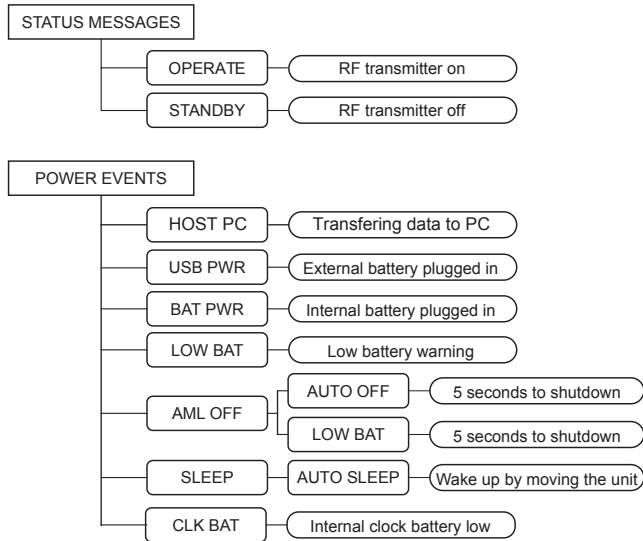 STATUS MESSAGES
OPERATE
RF transmitter on
STANDBY
RF transmitter off
POWER EVENTS
HOST PC
Transfering data to PC
USB PWR
External battery plugged in
BAT PWR
Internal battery plugged in
LOW BAT
Low battery warning
AML OFF
AUTO OFF
5 seconds to shutdown
LOW BAT
5 seconds to shutdown
SLEEP
AUTO SLEEP
Wake up by moving the unit
CLK BAT
Internal clock battery low